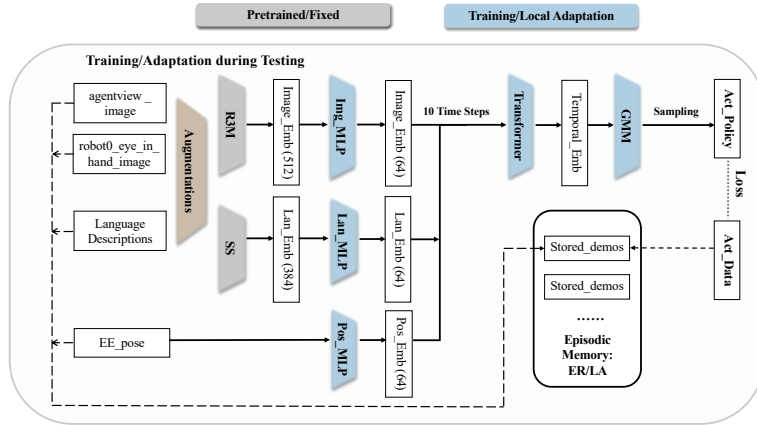 Pretrained/Fixed
Training/Local Adaptation
Training/Adaptation during Testing
agentview_
image
robot0_eye_in_
hand_image
Language
Descriptions
EE_pose
Augmentations
R3M
SS
Image_Emb (512)
Lan_Emb (384)
Img_MLP
Lan_MLP
Pos_MLP
Image_Emb (64)
Lan_Emb (64)
Pos_Emb (64)
10 Time Steps
Transformer
Temporal_Emb
GMM
Sampling
Act_Policy
Loss
Act_Data
Stored_demos
Stored_demos
……
Episodic
Memory:
ER/LA